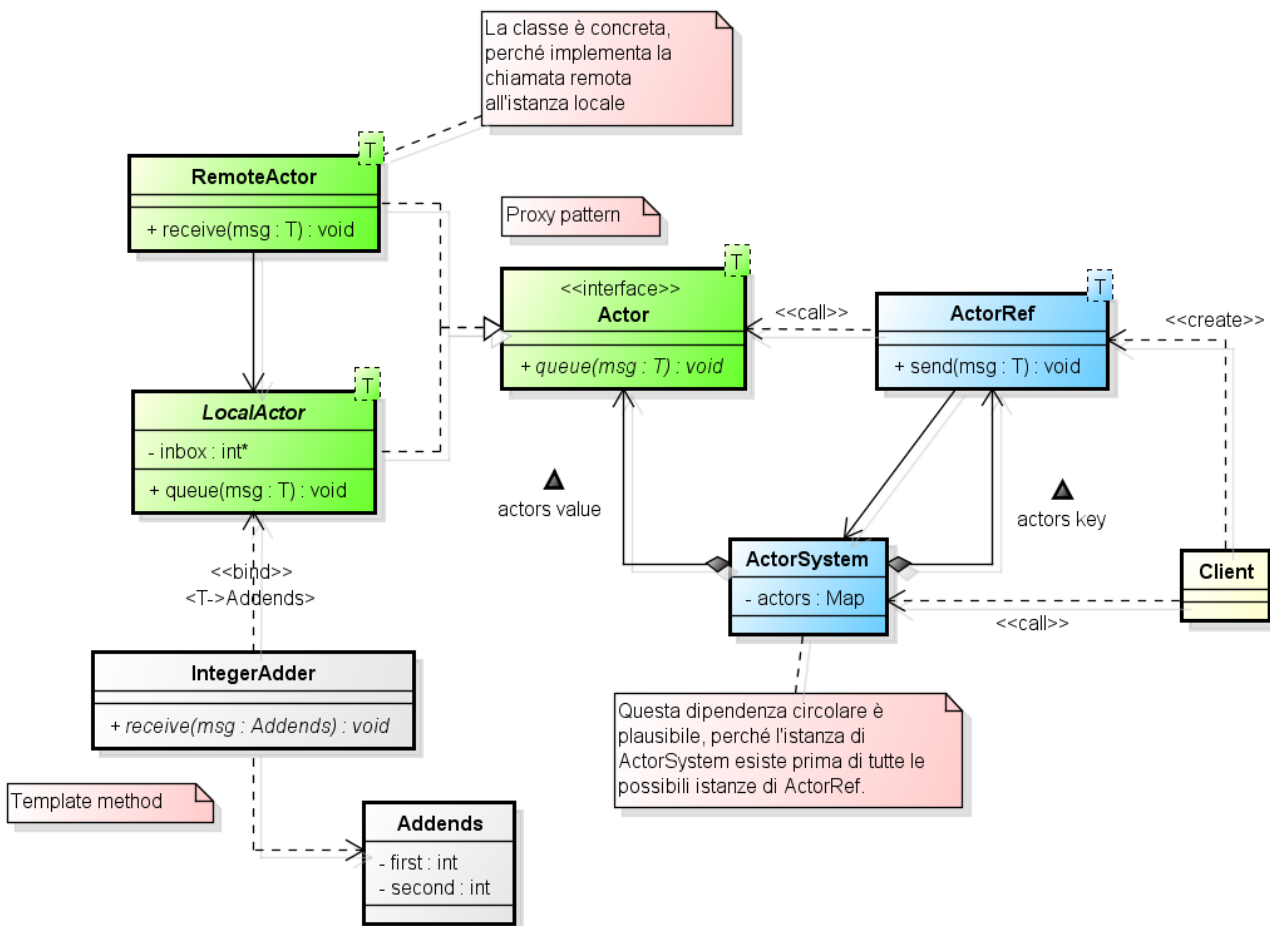 La classe è concreta,
perché implementa la
chiamata remota
all'istanza locale
T
RemoteActor
+ receive(msg : T) : void
Proxy pattern
T
<<interface>>
Actor
+ queue(msg : T) : void
<<call>>
T
ActorRef
+ send(msg : T) : void
<<create>>
T
LocalActor
- inbox : int*
+ queue(msg : T) : void
actors value
actors key
<<bind>>
<T->Addends>
ActorSystem
- actors : Map
Client
<<call>>
IntegerAdder
+ receive(msg : Addends) : void
Questa dipendenza circolare è
plausibile, perché l'istanza di
ActorSystem esiste prima di tutte le
possibili istanze di ActorRef.
Template method
Addends
- first : int
- second : int